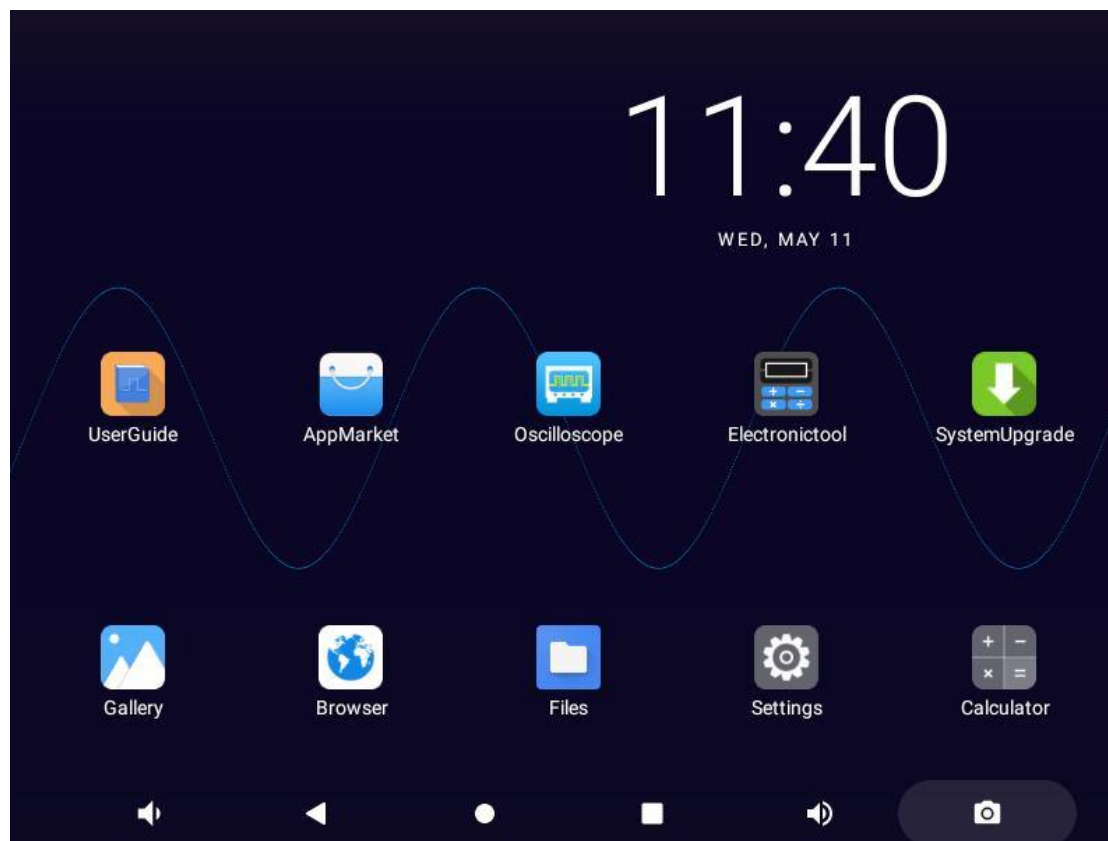 11:40
WED, MAY 11
UserGuide AppMarket Oscilloscope Electronictool SystemUpgrade
Gallery Browser Files Settings Calculator